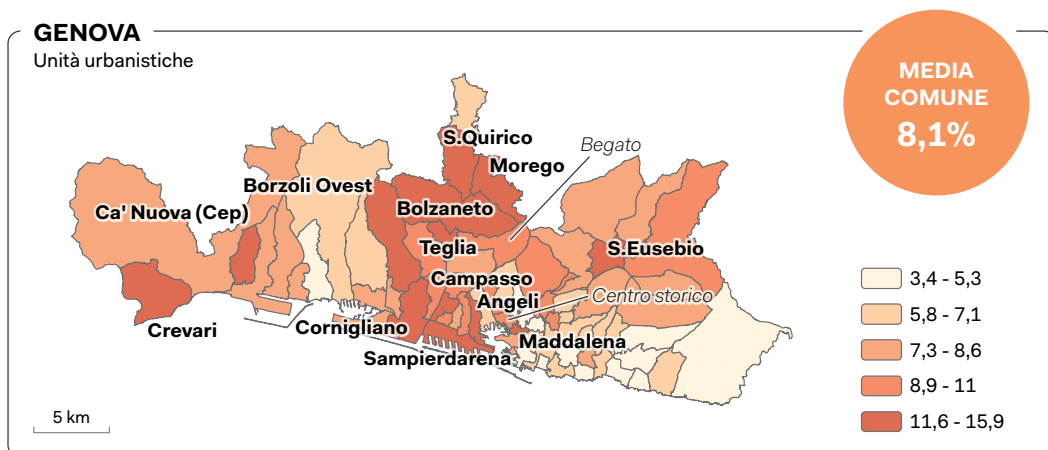 GENOVA
Unità urbanistiche
MEDIA
COMUNE
8,1%
S.Quirico
Begato
Morego
Borzoli Ovest
Ca' Nuova (Cep)
Bolzaneto
Teglia
S.Eusebio
Campasso
Angeli
Centro storico
Crevari
Cornigliano
Maddalena
Sampierdarena
3,4 - 5,3
5,8 - 7,1
7,3 - 8,6
8,9 - 11
11,6 - 15,9
5 km